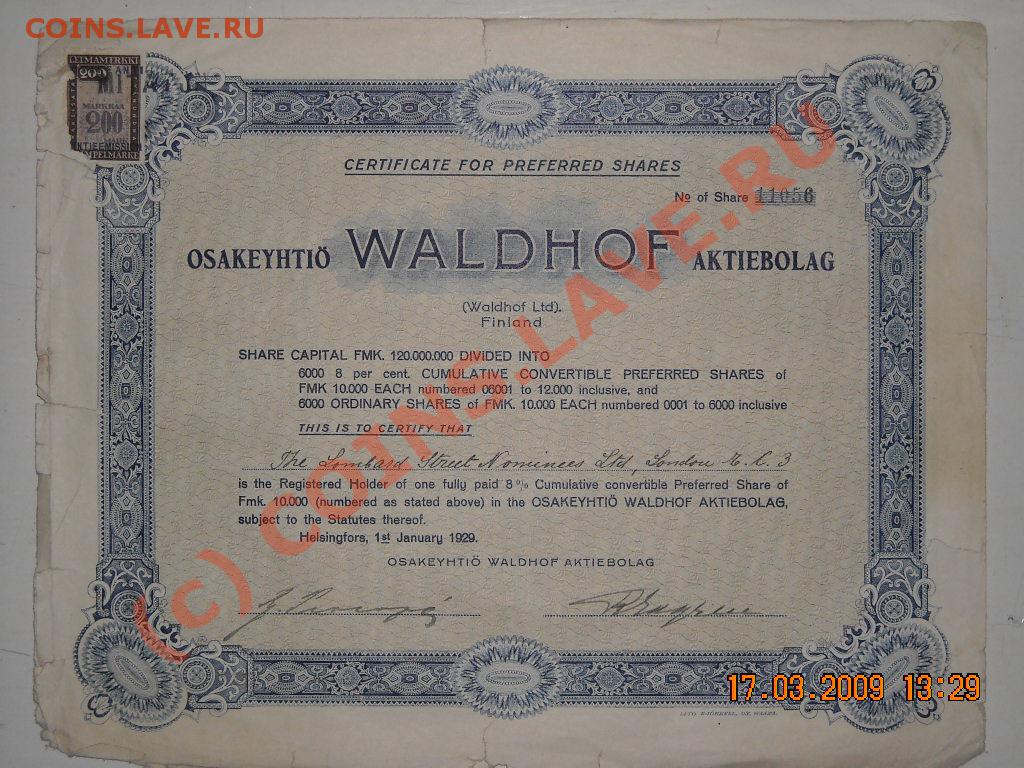 COINS.LAVE.RU
LEIMAMERKKI
200
MARKKAA
200
CERTIFICATE FOR PREFERRED SHARES
No of Share 11056
OSAKEYHTIÖ WALDHOF AKTIEBOLAG
(Waldhof Ltd).
Finland
SHARE CAPITAL FMK. 120.000.000 DIVIDED INTO
6000 8 per cent. CUMULATIVE CONVERTIBLE PREFERRED SHARES of
FMK 10.000 EACH numbered 06001 to 12.000 inclusive, and
6000 ORDINARY SHARES of FMK. 10.000 EACH numbered 0001 to 6000 inclusive
THIS IS TO CERTIFY THAT
The Lombard Street Nominees Ltd, London E.C.3
is the Registered Holder of one fully paid 8% Cumulative convertible Preferred Share of
Fmk. 10.000 (numbered as stated above) in the OSAKEYHTIÖ WALDHOF AKTIEBOLAG,
subject to the Statutes thereof.
Helsingfors, 1st January 1929.
OSAKEYHTIÖ WALDHOF AKTIEBOLAG
(c) COINS.LAVE.RU
17.03.2009 13:29